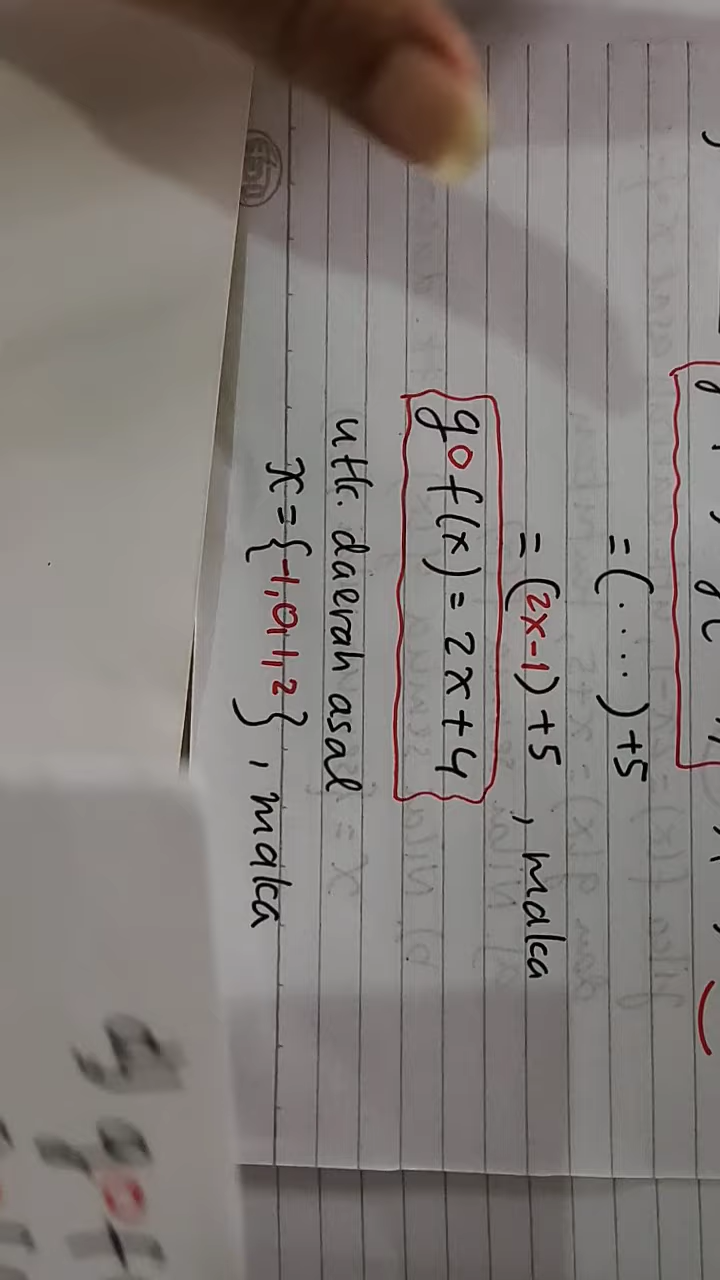 =(.....)+5
=(2x-1)+5 , maka
g∘f(x) = 2x+4
utk. daerah asal
x={-1,0,1,2}, maka